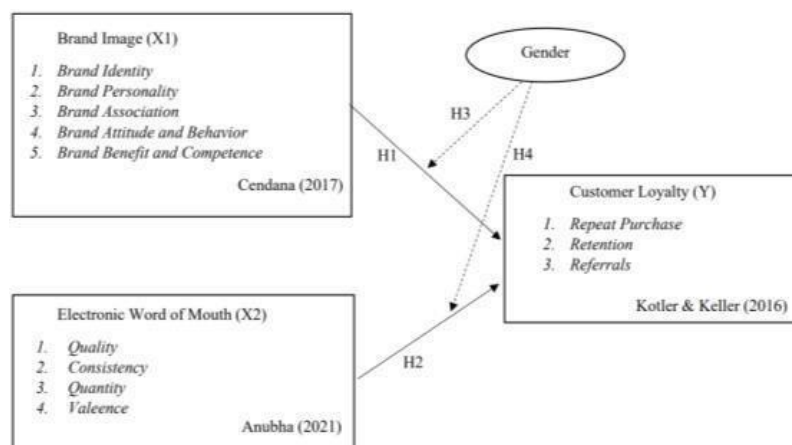 Brand Image (X1)
1. Brand Identity
2. Brand Personality
3. Brand Association
4. Brand Attitude and Behavior
5. Brand Benefit and Competence
Cendana (2017)
Gender
H3
H4
H1
Customer Loyalty (Y)
1. Repeat Purchase
2. Retention
3. Referrals
Kotler & Keller (2016)
Electronic Word of Mouth (X2)
1. Quality
2. Consistency
3. Quantity
4. Valeence
Anubha (2021)
H2